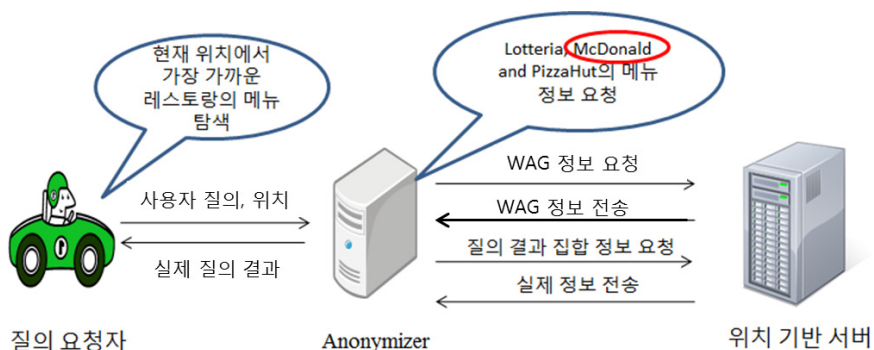 현재 위치에서
가장 가까운
레스토랑의 메뉴
탐색
Lotteria, McDonald
and PizzaHut의 메뉴
정보 요청
사용자 질의, 위치
실제 질의 결과
WAG 정보 요청
WAG 정보 전송
질의 결과 집합 정보 요청
실제 정보 전송
질의 요청자
Anonymizer
위치 기반 서버